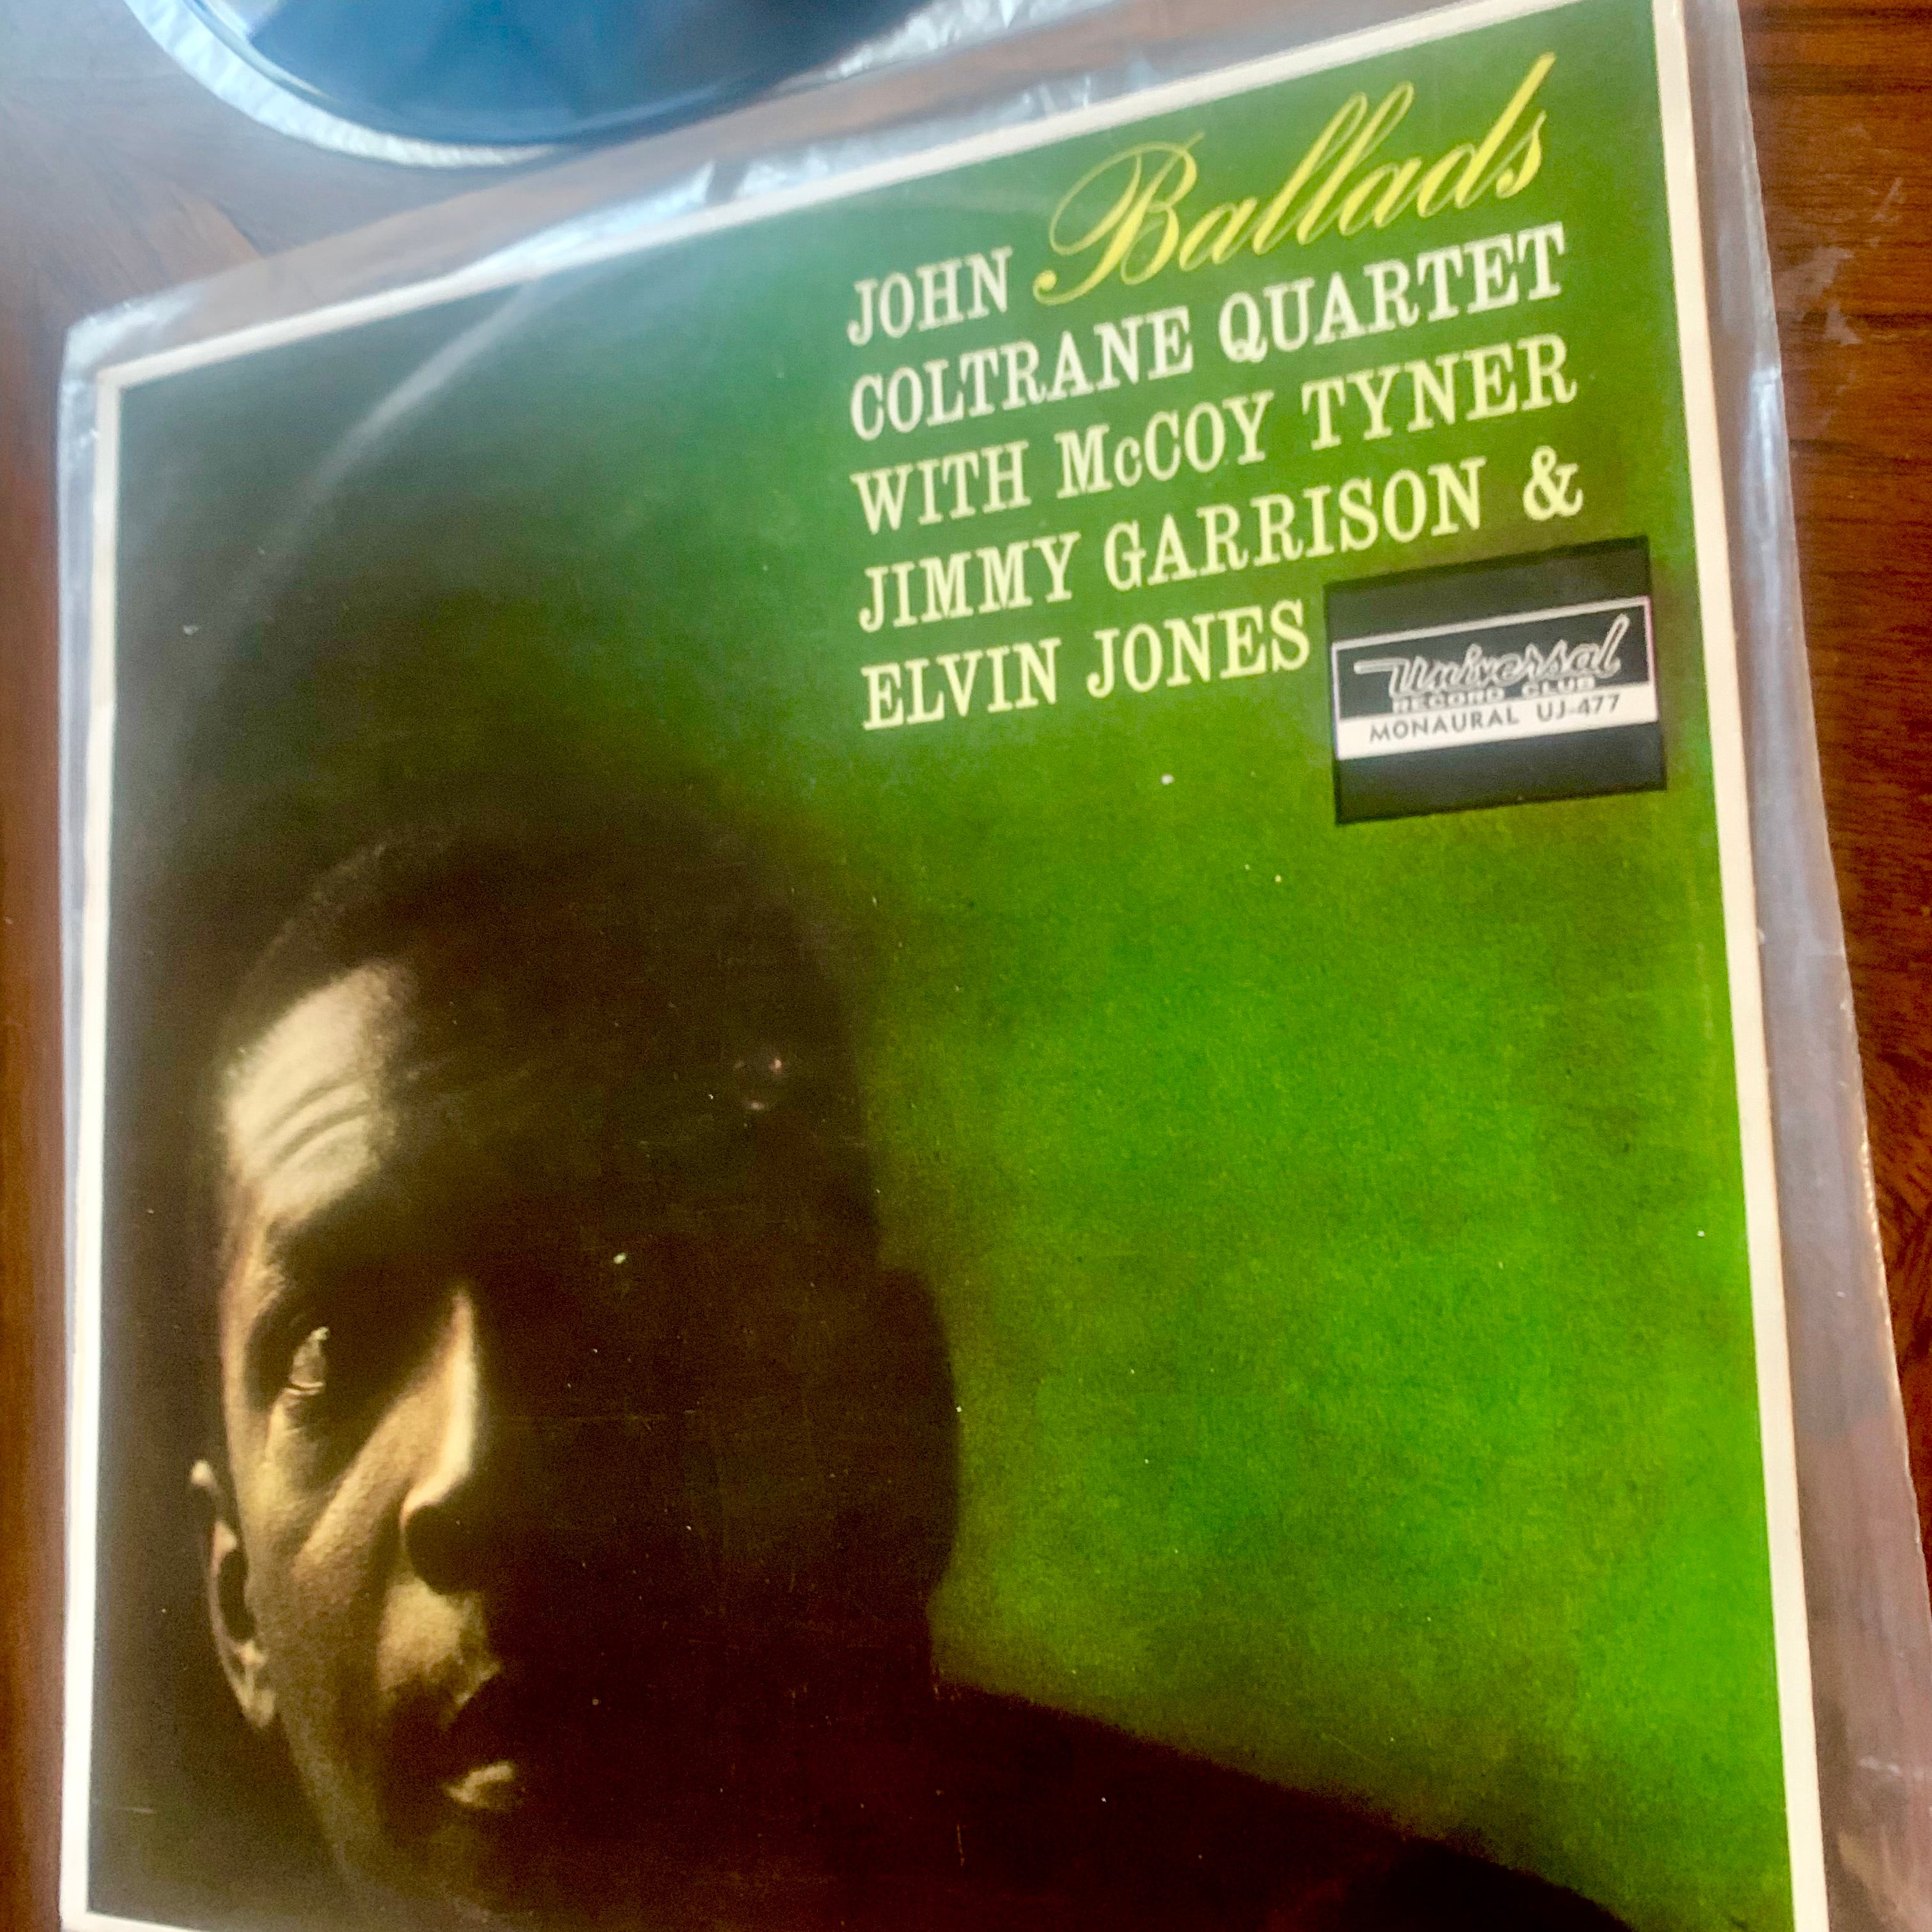 Ballads
JOHN
COLTRANE QUARTET
WITH McCOY TYNER
JIMMY GARRISON &
ELVIN JONES
Universal
RECORD CLUB
MONAURAL UJ-477